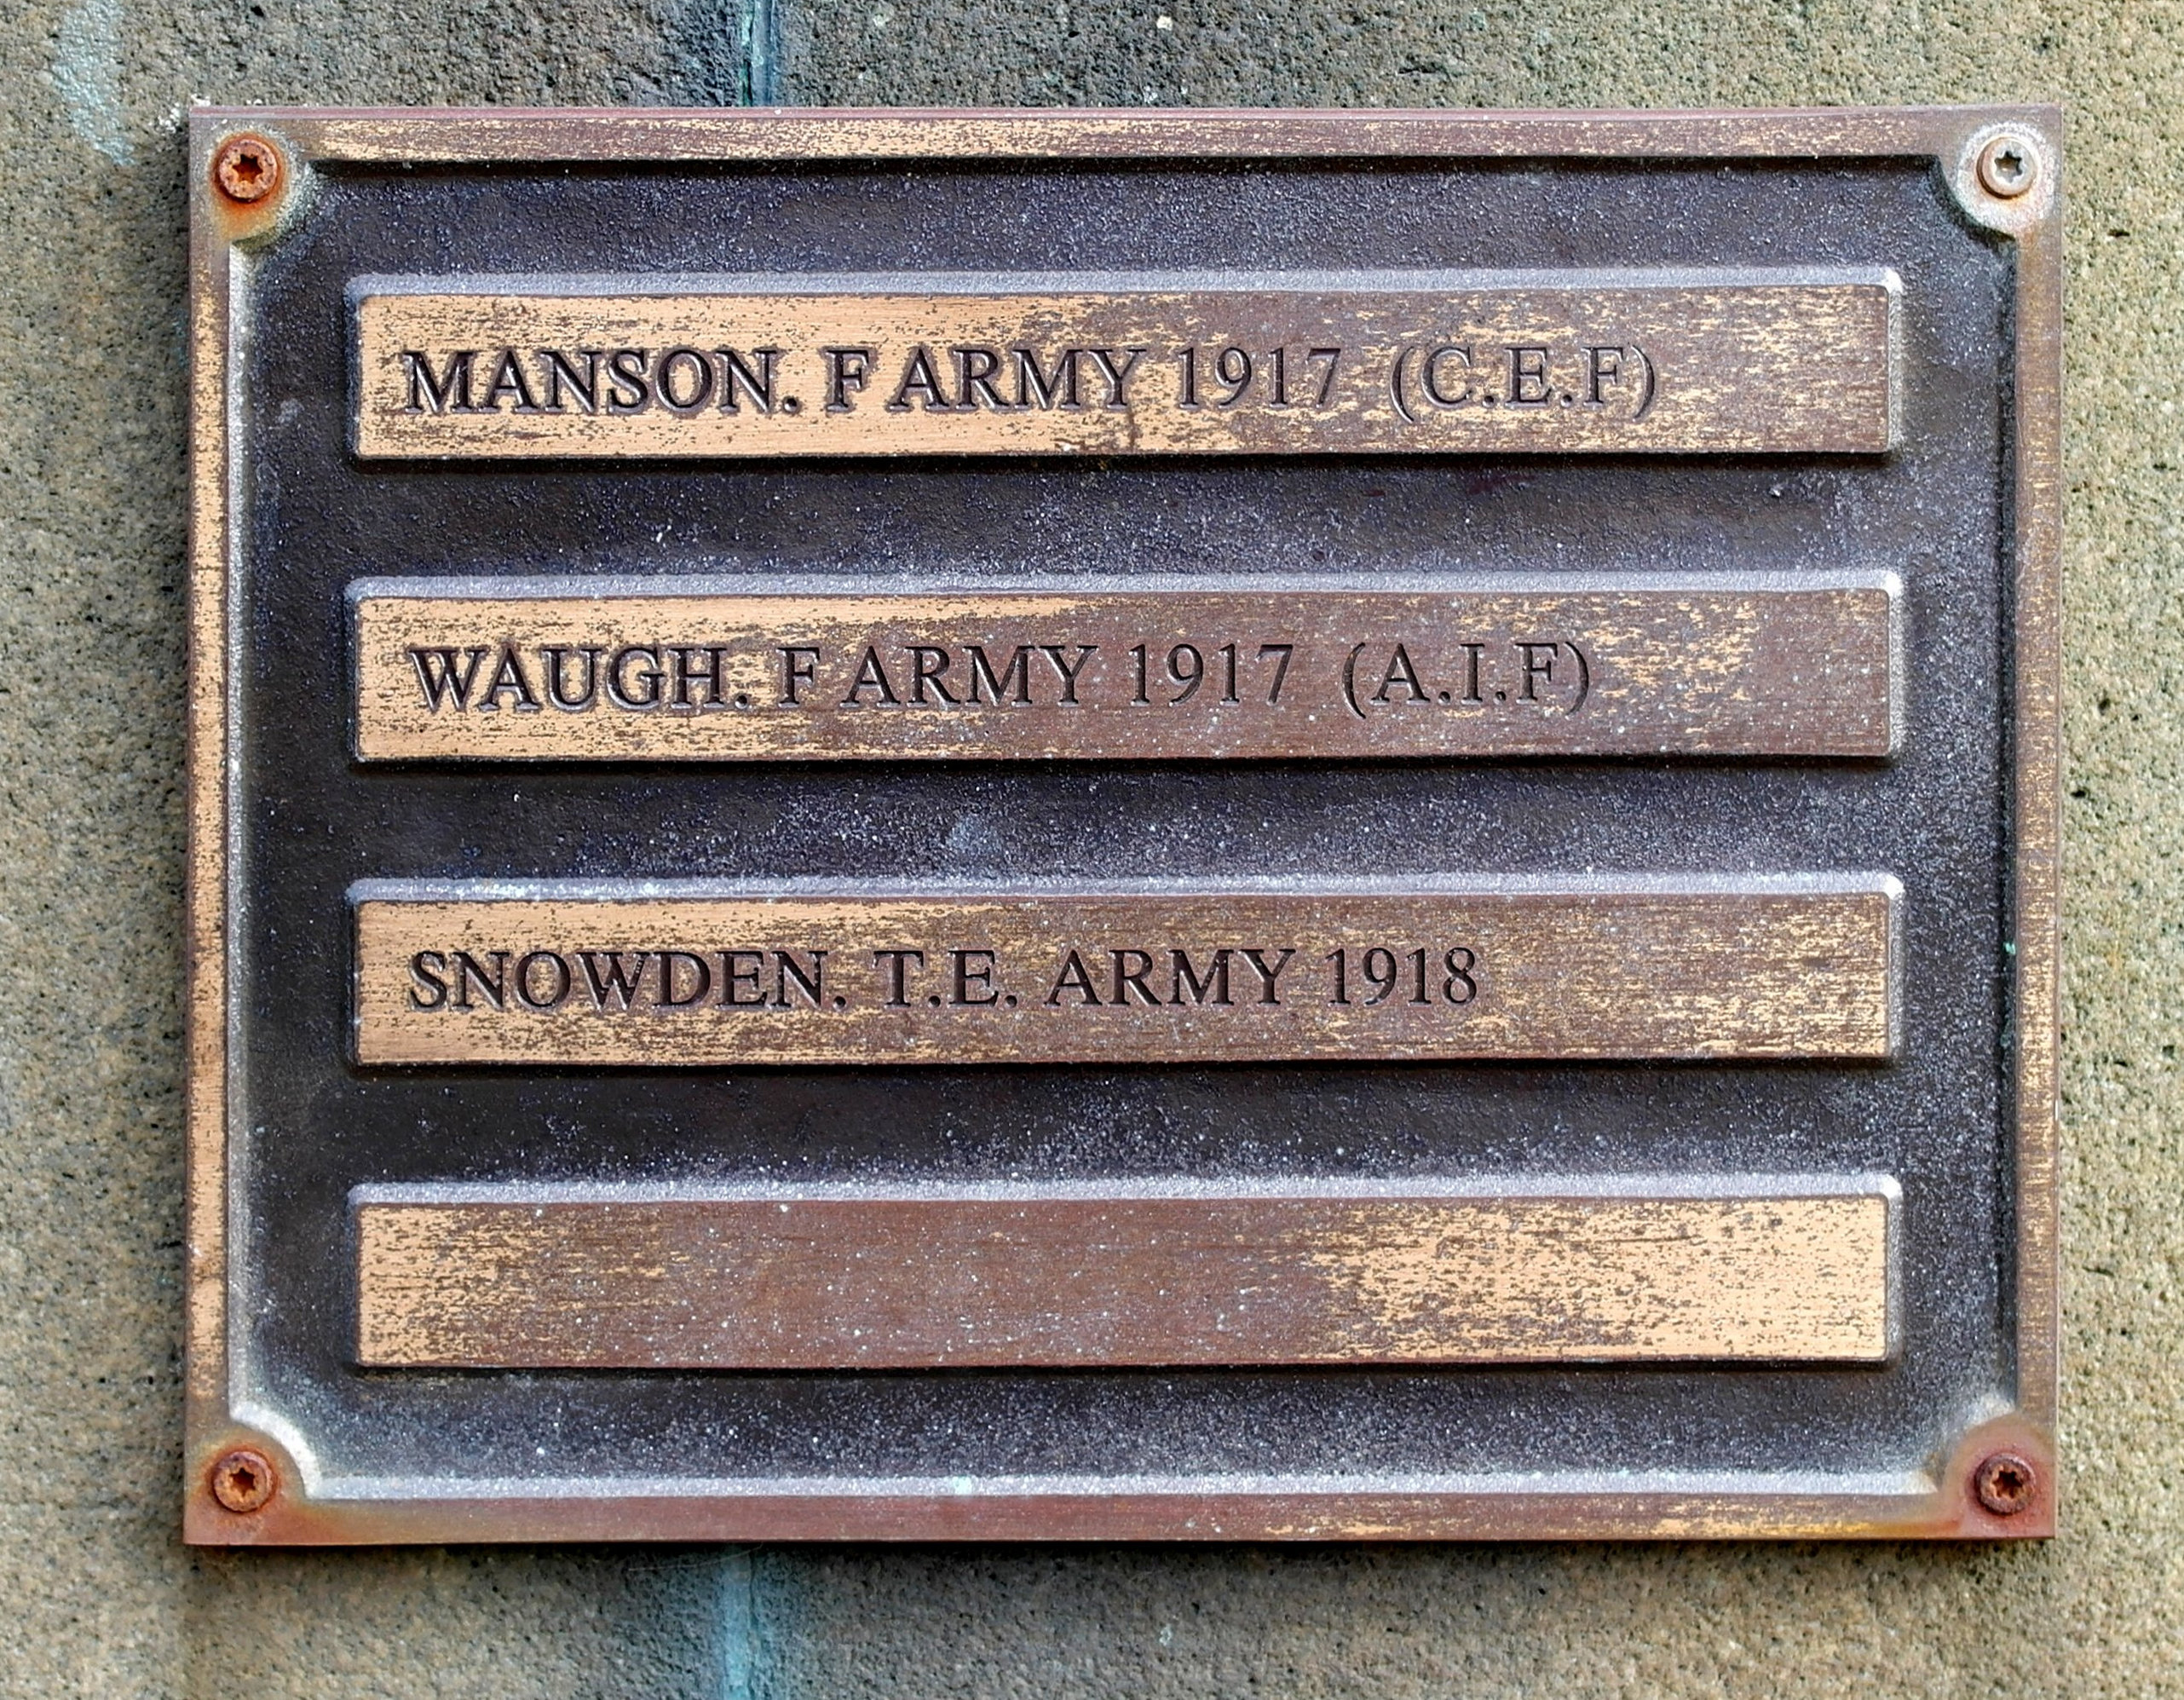 MANSON. F ARMY 1917 (C.E.F)
WAUGH. F ARMY 1917 (A.I.F)
SNOWDEN. T.E. ARMY 1918